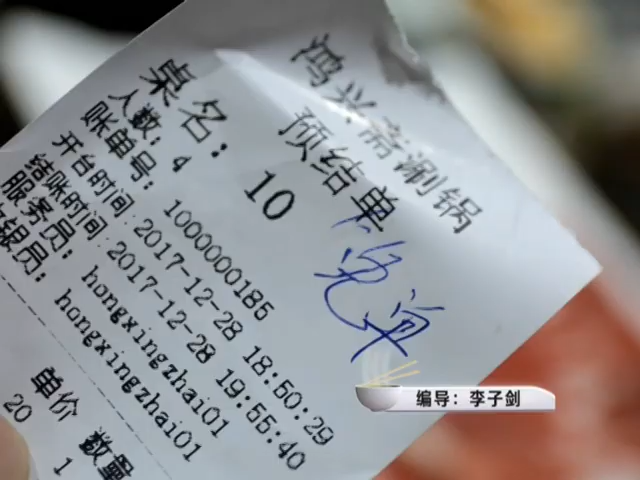 鸿兴斋涮锅
预结单
桌名： 10
人数：4
账单号： 1000000185
开台时间：2017-12-28 18:50:29
结账时间：2017-12-28 19:55:40
服务员： hongxingzhai01
银员： hongxingzhai01
单价 数量
20 1
免单
编导：李子剑